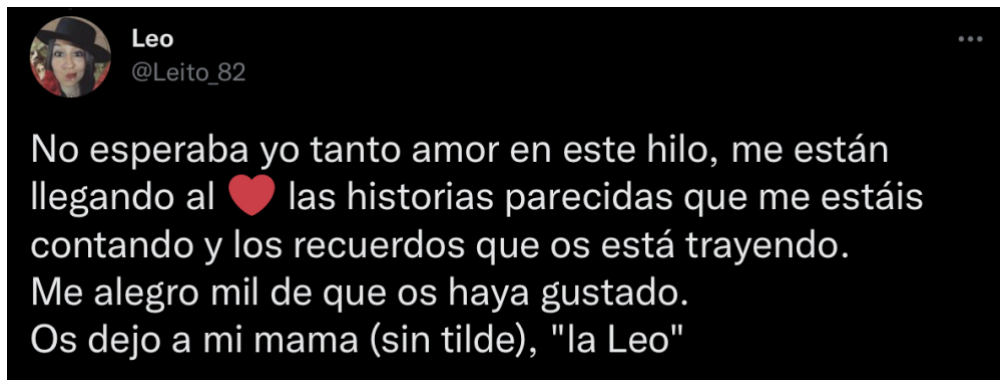 Leo
@Leito_82
No esperaba yo tanto amor en este hilo, me están
llegando al ❤️ las historias parecidas que me estáis
contando y los recuerdos que os está trayendo.
Me alegro mil de que os haya gustado.
Os dejo a mi mama (sin tilde), "la Leo"